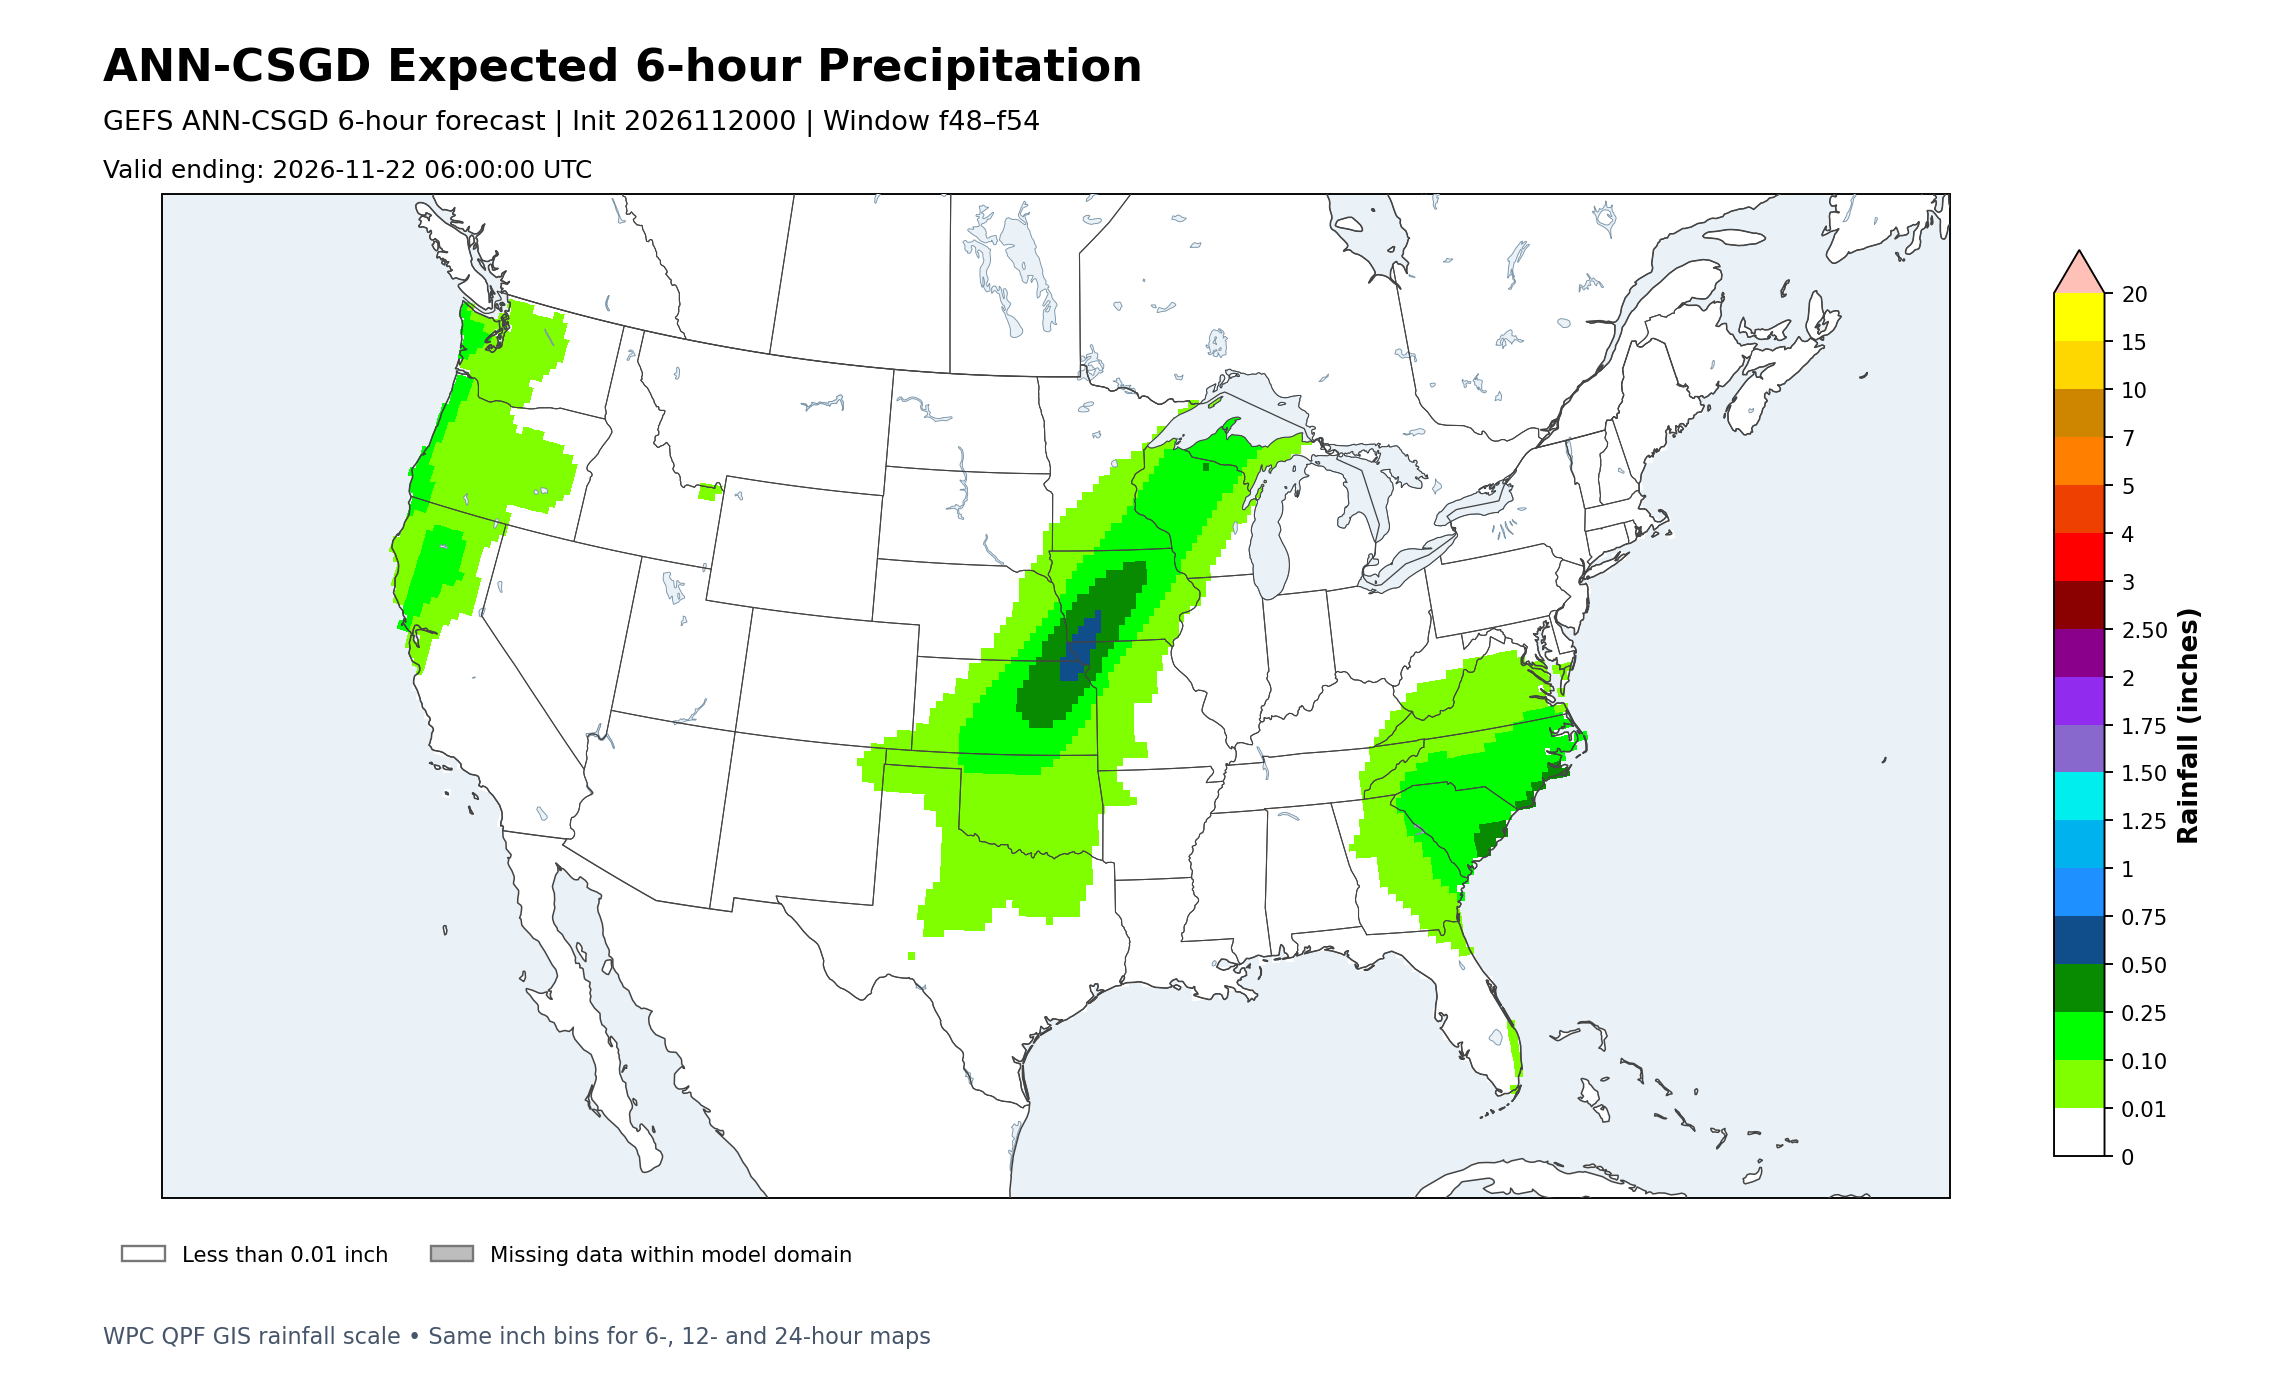 ANN-CSGD Expected 6-hour Precipitation
GEFS ANN-CSGD 6-hour forecast | Init 2026112000 | Window f48–f54
Valid ending: 2026-11-22 06:00:00 UTC
20
15
10
7
5
4
3
2.50
2
1.75
1.50
1.25
1
0.75
0.50
0.25
0.10
0.01
0
Rainfall (inches)
Less than 0.01 inch
Missing data within model domain
WPC QPF GIS rainfall scale • Same inch bins for 6-, 12- and 24-hour maps